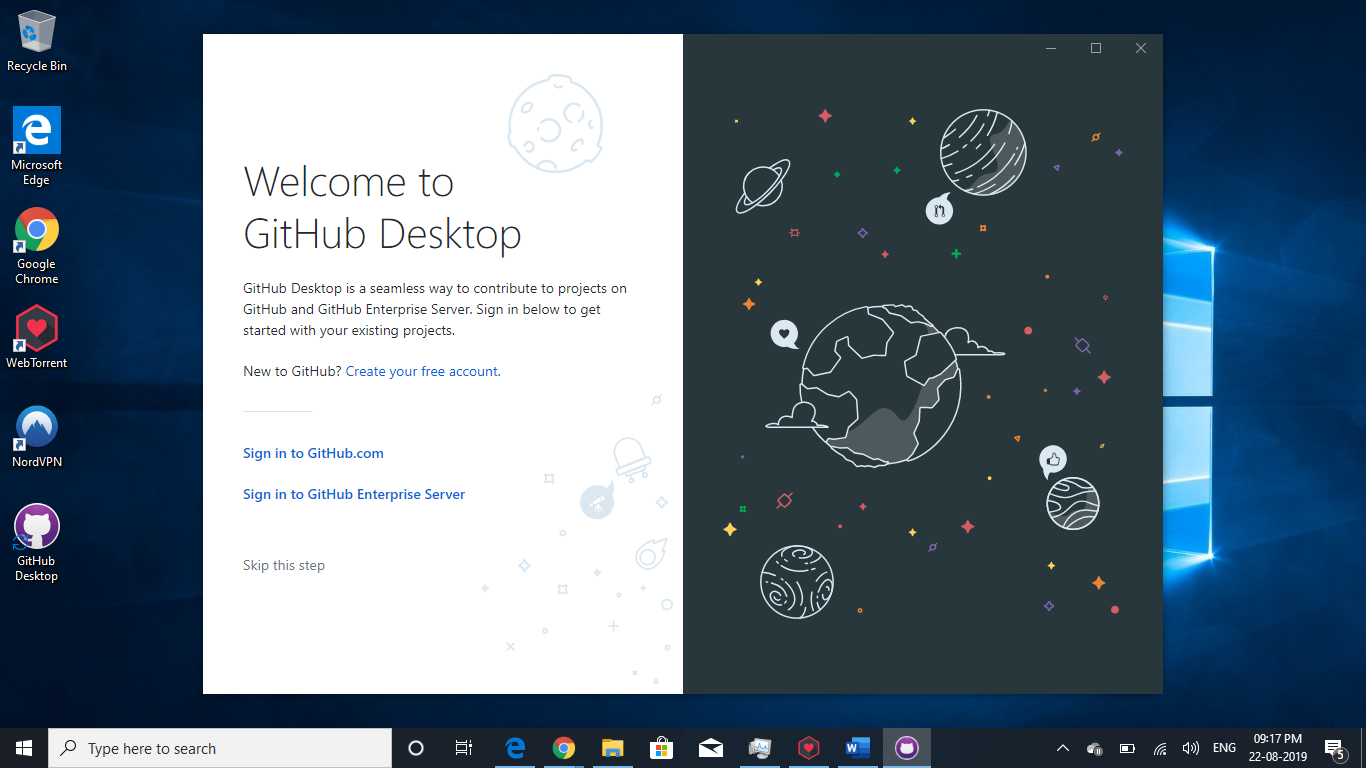 Recycle Bin
Microsoft
Edge
Google
Chrome
WebTorrent
NordVPN
GitHub
Desktop
Welcome to
GitHub Desktop
GitHub Desktop is a seamless way to contribute to projects on
GitHub and GitHub Enterprise Server. Sign in below to get
started with your existing projects.
New to GitHub? Create your free account.
Sign in to GitHub.com
Sign in to GitHub Enterprise Server
Skip this step
Type here to search
ENG
09:17 PM
22-08-2019
5